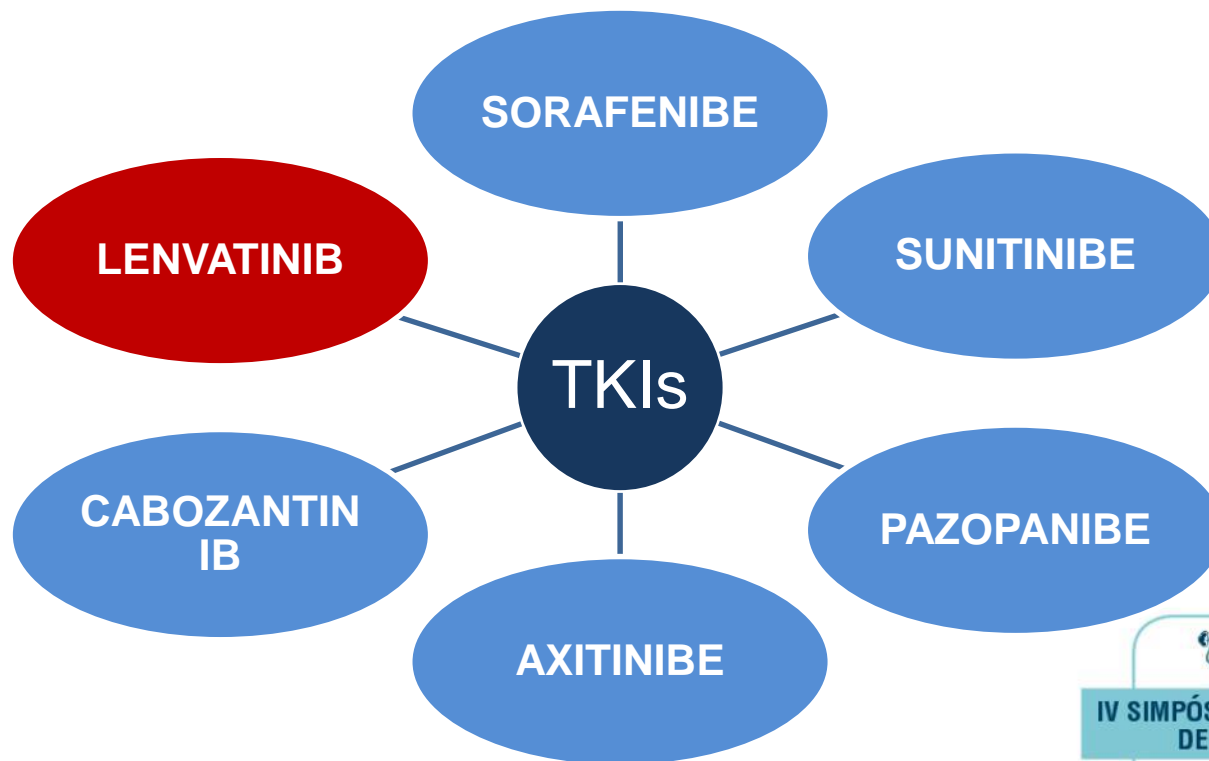 SORAFENIBE
LENVATINIB
SUNITINIBE
TKIs
CABOZANTIN
IB
PAZOPANIBE
AXITINIBE
IV SIMPÓS
DE